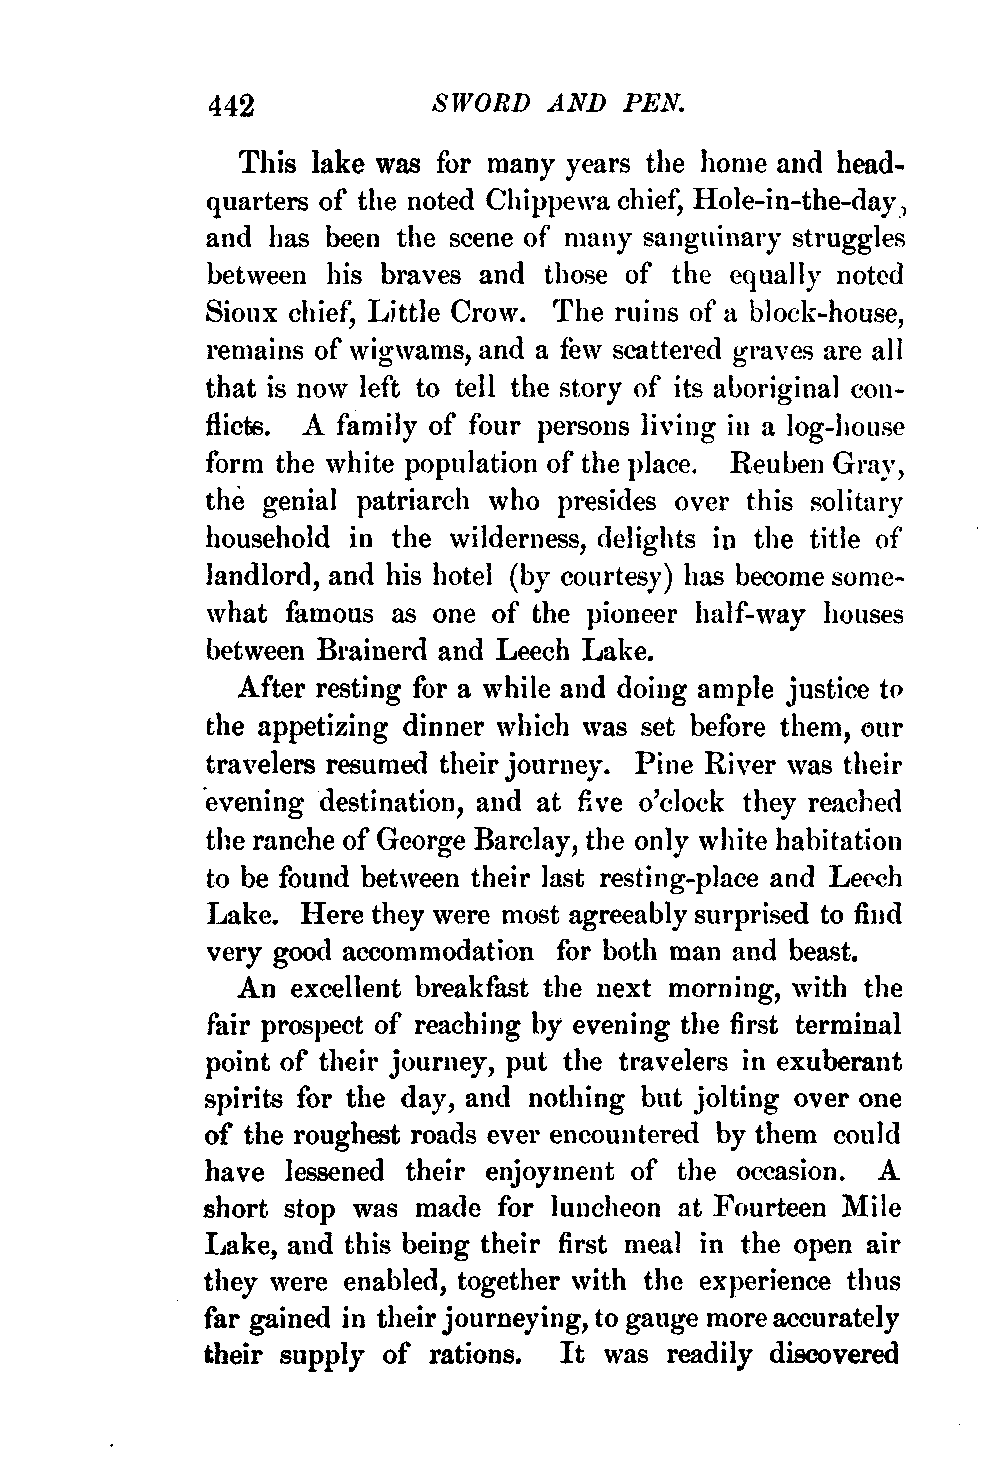 442 SWORD AND PEN.
This lake was for many years the home and head-
quarters of the noted Chippewa chief, Hole-in-the-day,
and has been the scene of many sanguinary struggles
between his braves and those of the equally noted
Sioux chief, Little Crow. The ruins of a block-house,
remains of wigwams, and a few scattered graves are all
that is now left to tell the story of its aboriginal con-
flicts. A family of four persons living in a log-house
form the white population of the place. Reuben Gray,
the genial patriarch who presides over this solitary
household in the wilderness, delights in the title of
landlord, and his hotel (by courtesy) has become some-
what famous as one of the pioneer half-way houses
between Brainerd and Leech Lake.
After resting for a while and doing ample justice to
the appetizing dinner which was set before them, our
travelers resumed their journey. Pine River was their
evening destination, and at five o'clock they reached
the ranche of George Barclay, the only white habitation
to be found between their last resting-place and Leech
Lake. Here they were most agreeably surprised to find
very good accommodation for both man and beast.
An excellent breakfast the next morning, with the
fair prospect of reaching by evening the first terminal
point of their journey, put the travelers in exuberant
spirits for the day, and nothing but jolting over one
of the roughest roads ever encountered by them could
have lessened their enjoyment of the occasion. A
short stop was made for luncheon at Fourteen Mile
Lake, and this being their first meal in the open air
they were enabled, together with the experience thus
far gained in their journeying, to gauge more accurately
their supply of rations. It was readily discovered